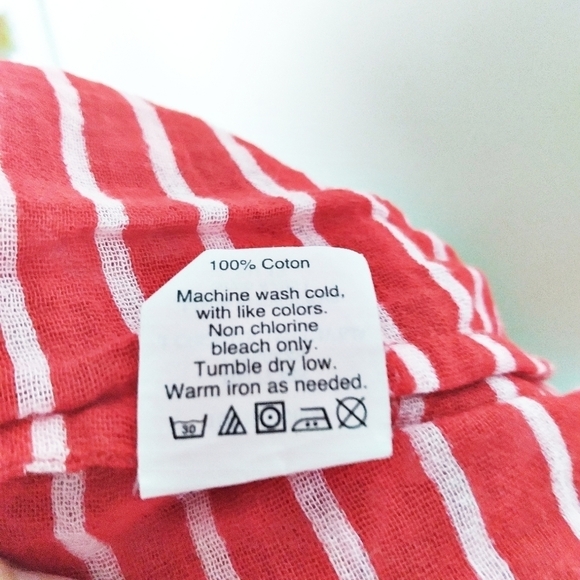 100% Coton
Machine wash cold,
with like colors.
Non chlorine
bleach only.
Tumble dry low.
Warm iron as needed.
30